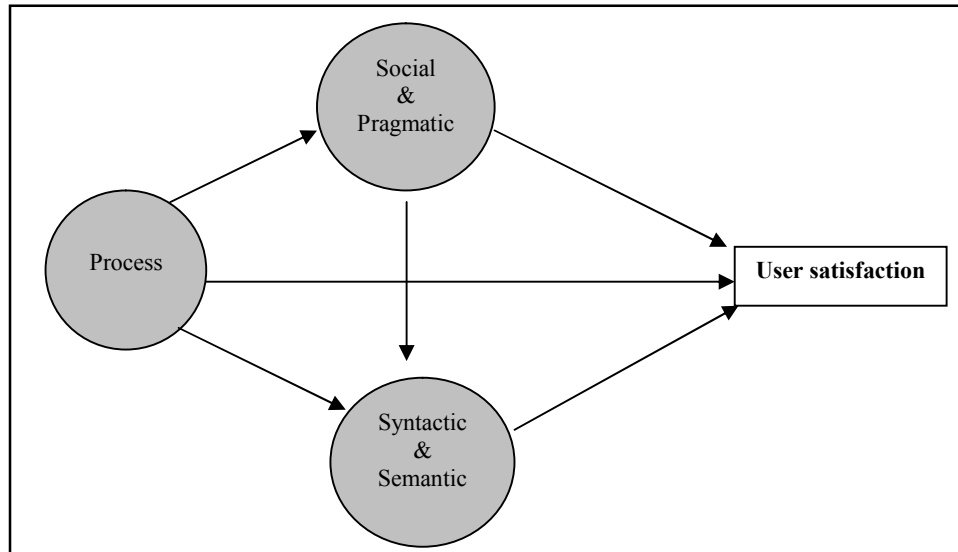 Social
&
Pragmatic
Process
User satisfaction
Syntactic
&
Semantic